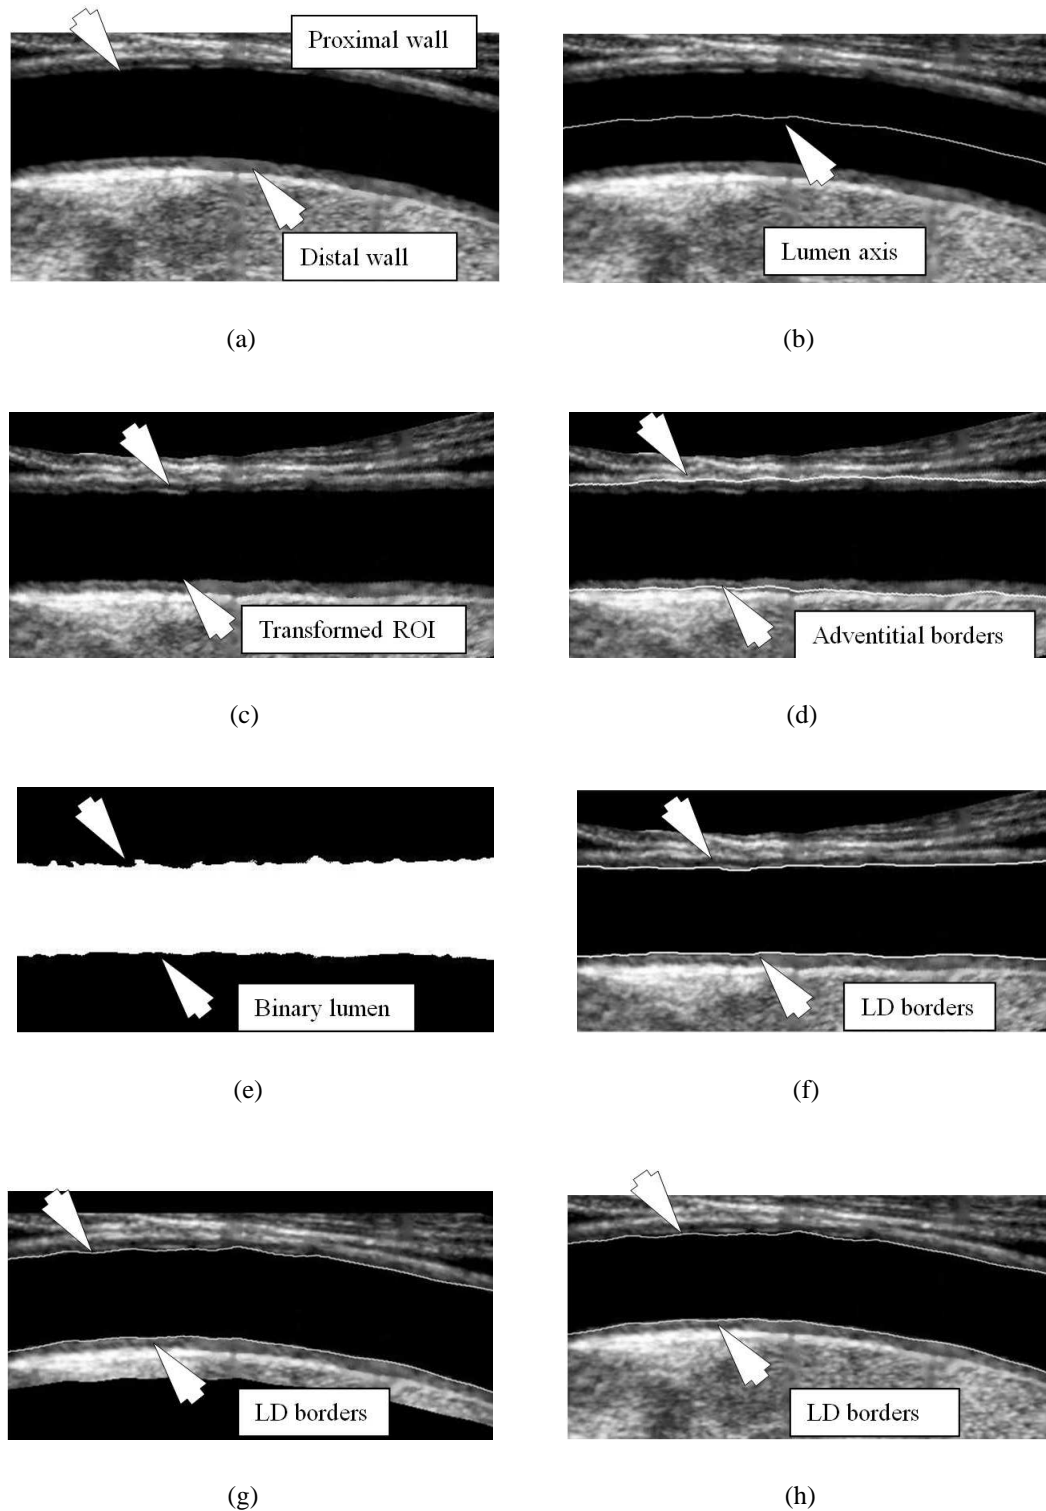 Proximal wall
Distal wall
(a)
Lumen axis
(b)
Transformed ROI
(c)
Adventitial borders
(d)
Binary lumen
(e)
LD borders
(f)
LD borders
(g)
LD borders
(h)